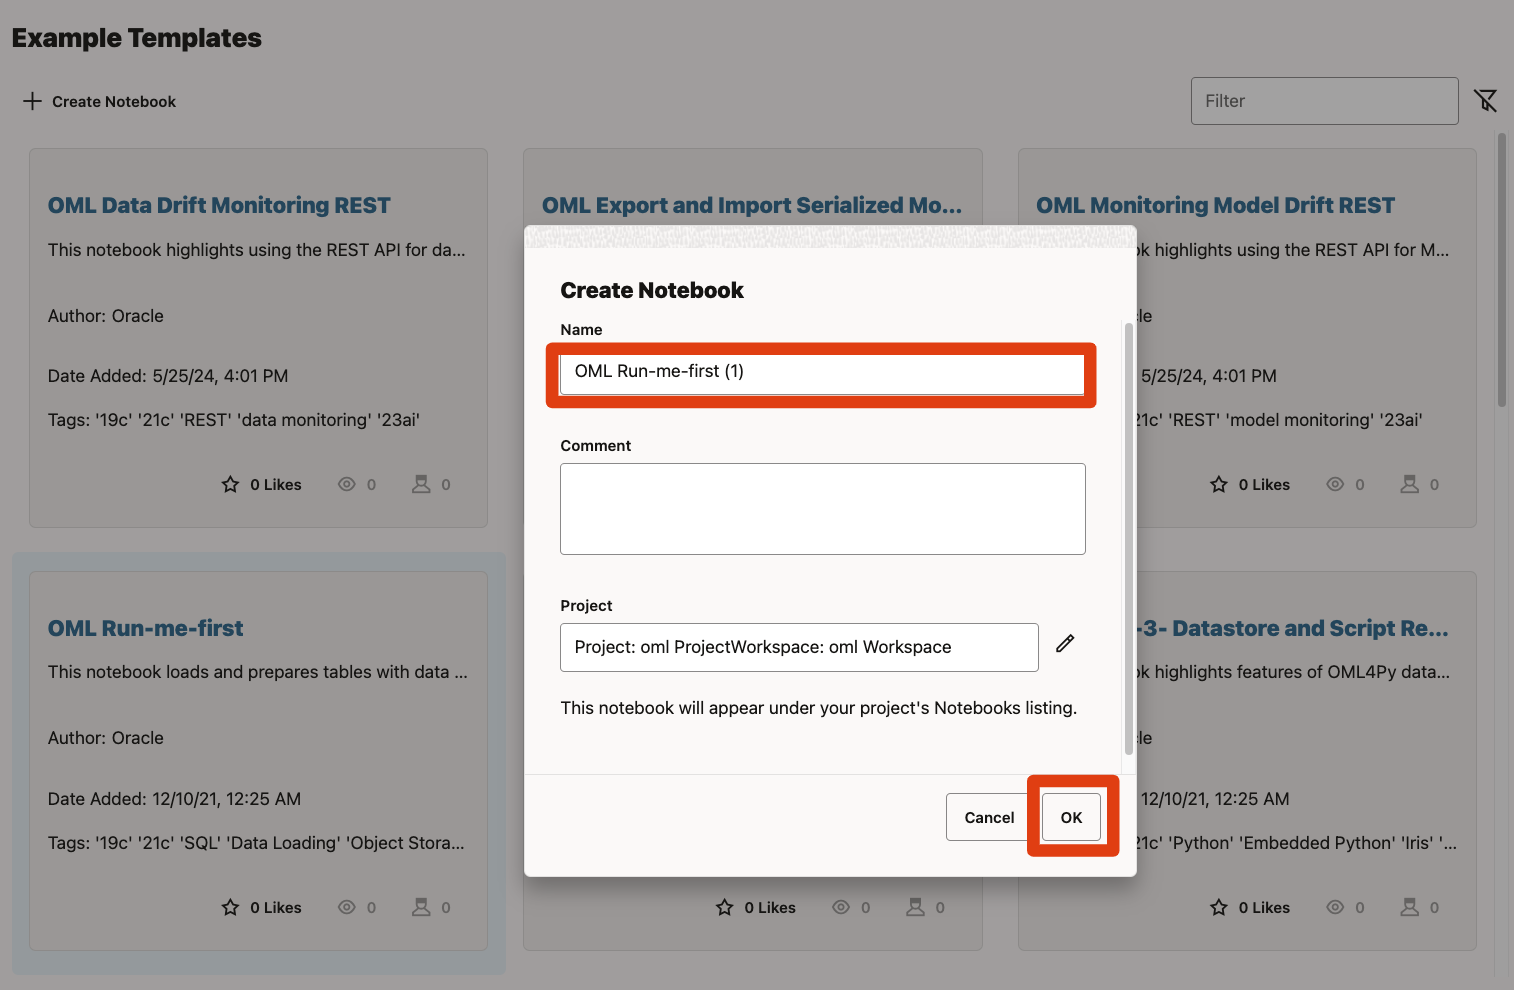 Example Templates
Create Notebook
Filter
OML Data Drift Monitoring REST
This notebook highlights using the REST API for da...
Author: Oracle
Date Added: 5/25/24, 4:01 PM
Tags: '19c' '21c' 'REST' 'data monitoring' '23ai'
0 Likes 0 0
OML Export and Import Serialized Mo...
OML Monitoring Model Drift REST
highlights using the REST API for M...
5/25/24, 4:01 PM
'REST' 'model monitoring' '23ai'
0 Likes 0 0
Create Notebook
Name
OML Run-me-first (1)
Comment
Project
Project: oml ProjectWorkspace: oml Workspace
This notebook will appear under your project's Notebooks listing.
Cancel
OK
OML Run-me-first
This notebook loads and prepares tables with data ...
Author: Oracle
Date Added: 12/10/21, 12:25 AM
Tags: '19c' '21c' 'SQL' 'Data Loading' 'Object Stora...
0 Likes 0 0
0 Likes 0 0
-3- Datastore and Script Re...
highlights features of OML4Py data...
12/10/21, 12:25 AM
'Python' 'Embedded Python' 'Iris' '...
0 Likes 0 0